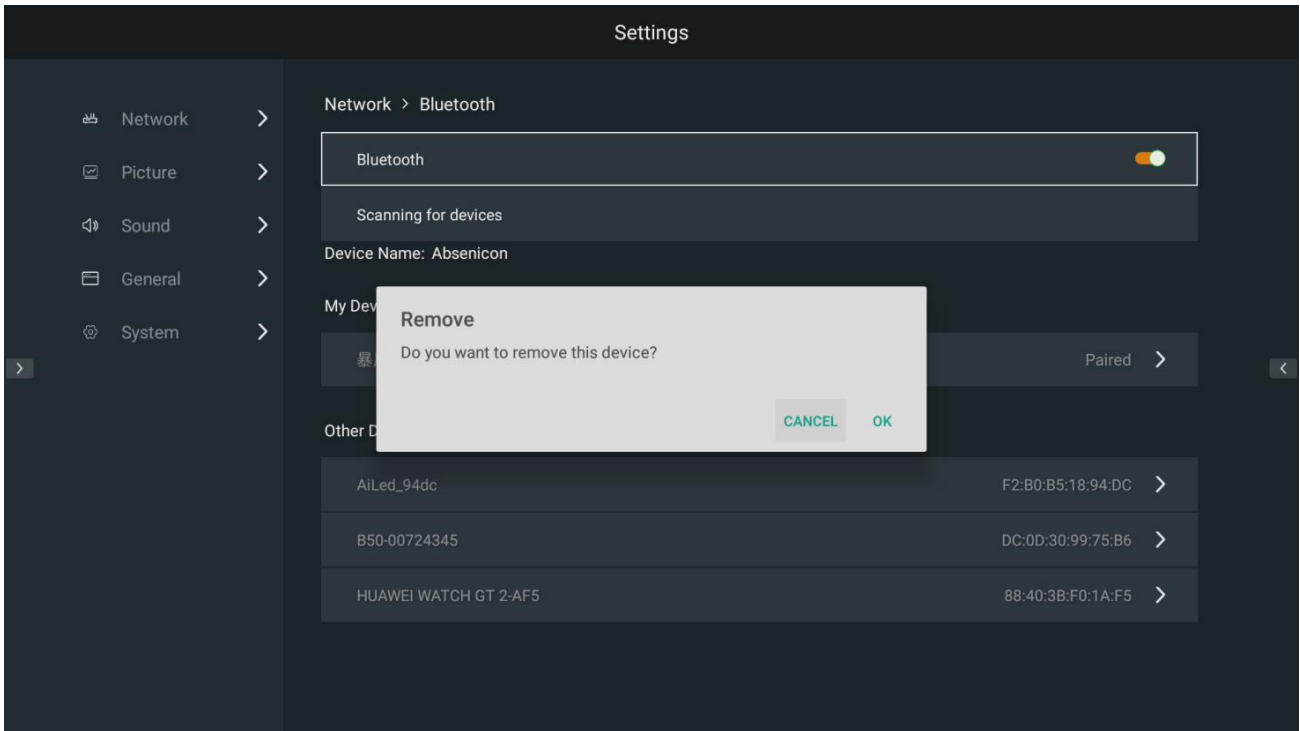 Settings
Network
Picture
Sound
General
System
Network > Bluetooth
Bluetooth
Scanning for devices
Device Name: Absenicon
My Dev
Remove
Do you want to remove this device?
CANCEL OK
暴
Paired
Other D
AiLed_94dc F2:B0:B5:18:94:DC
B50-00724345 DC:0D:30:99:75:B6
HUAWEI WATCH GT 2-AF5 88:40:3B:F0:1A:F5